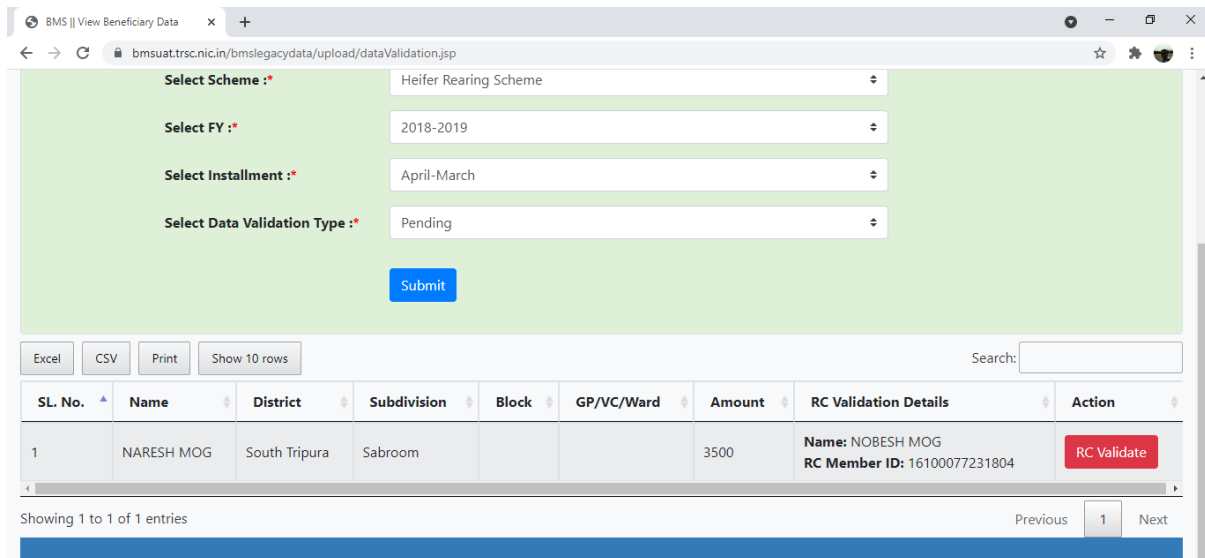 BMS || View Beneficiary Data
bmsuat.trsc.nic.in/bmslegacydata/upload/dataValidation.jsp
Select Scheme :* Heifer Rearing Scheme
Select FY :* 2018-2019
Select Installment :* April-March
Select Data Validation Type :* Pending
Submit
Excel CSV Print Show 10 rows Search:
SL. No. Name District Subdivision Block GP/VC/Ward Amount RC Validation Details Action
1 NARESH MOG South Tripura Sabroom 3500 Name: NOBESH MOG RC Validate
RC Member ID: 16100077231804
Showing 1 to 1 of 1 entries Previous 1 Next